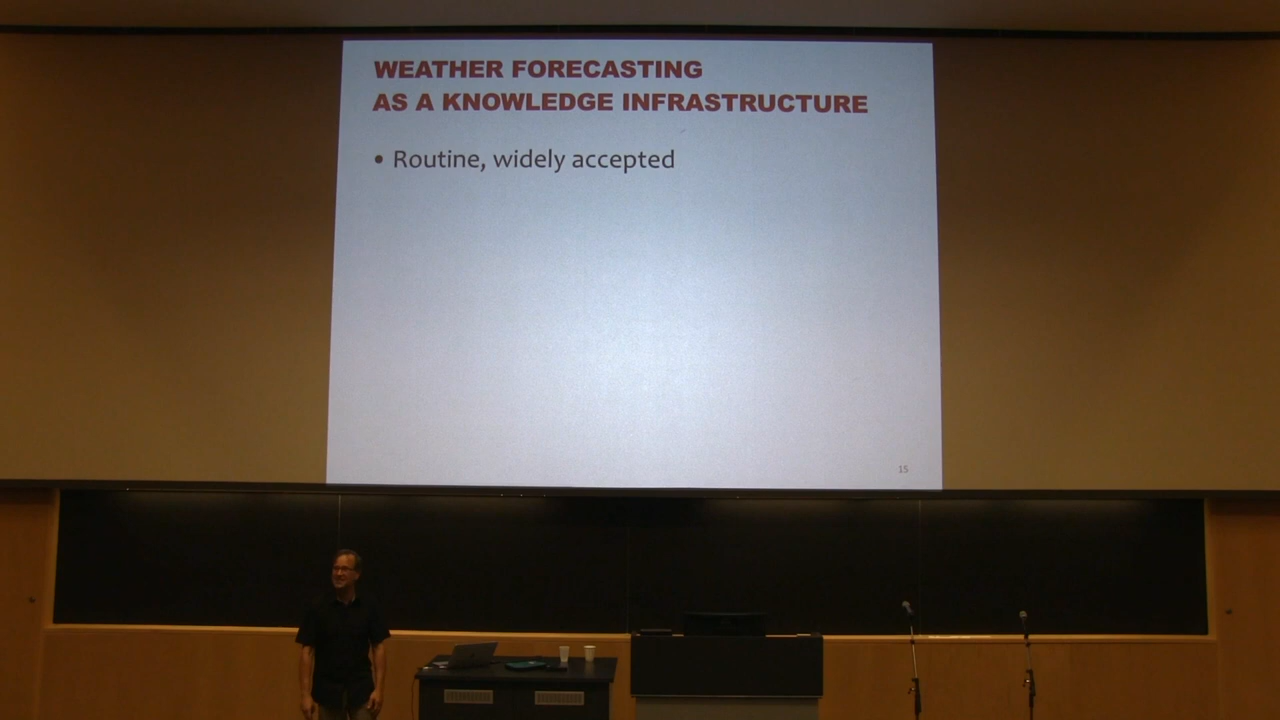 WEATHER FORECASTING
AS A KNOWLEDGE INFRASTRUCTURE
• Routine, widely accepted
15